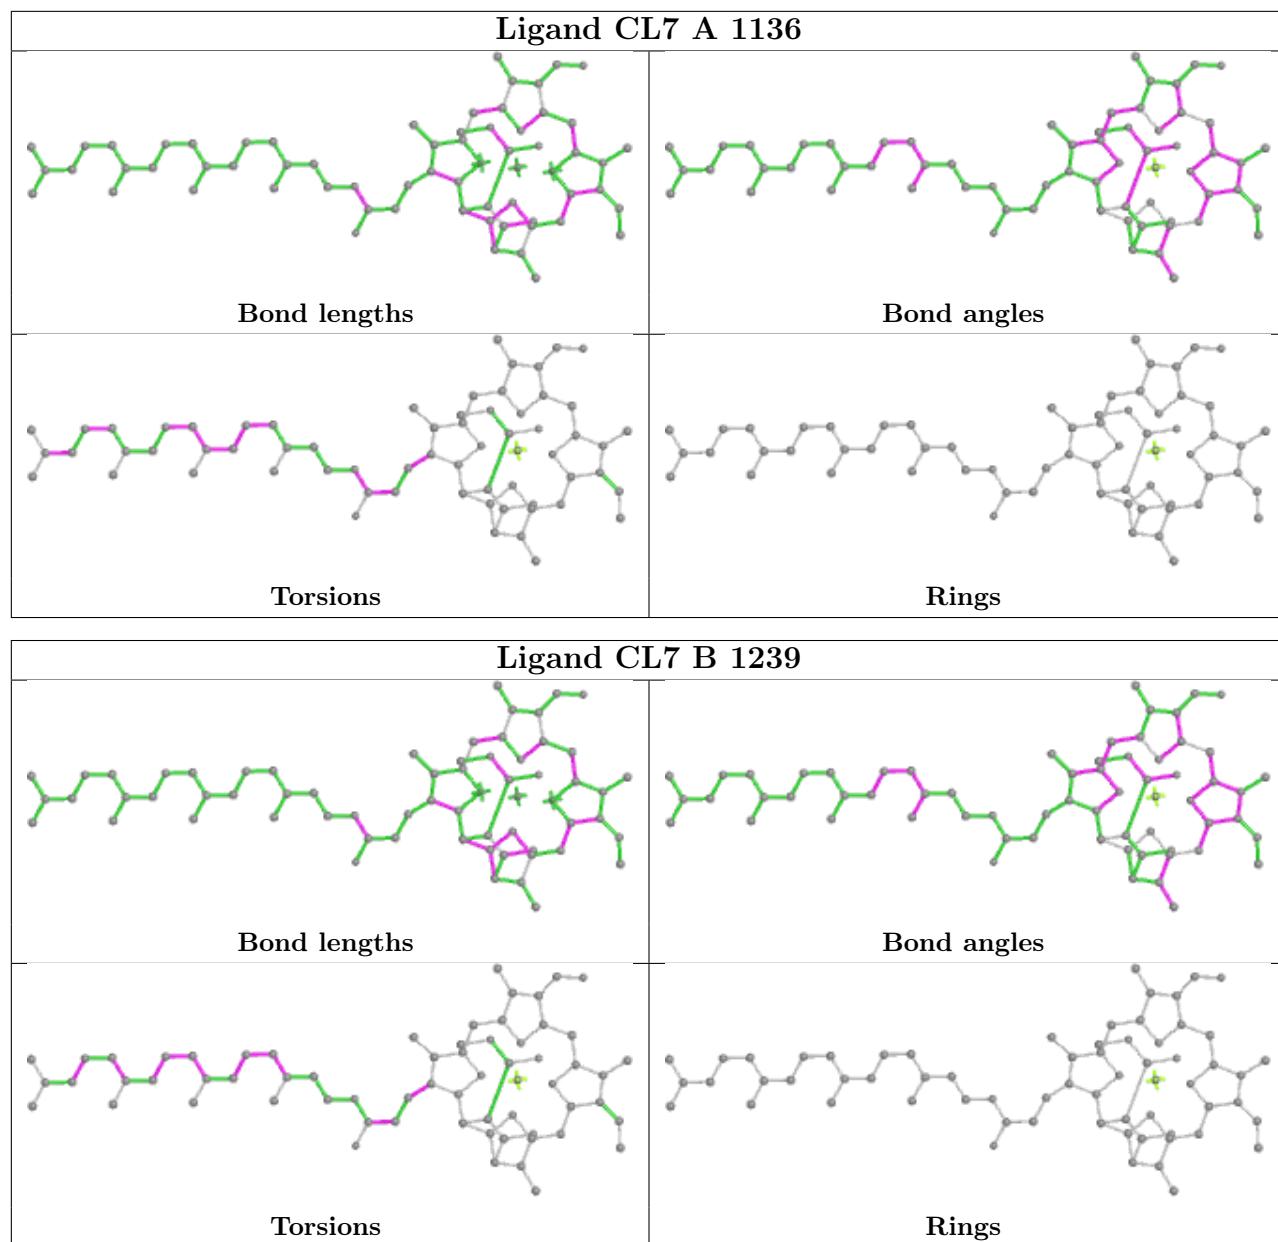 Ligand CL7 A 1136
Bond lengths
Bond angles
Torsions
Rings
Ligand CL7 B 1239
Bond lengths
Bond angles
Torsions
Rings